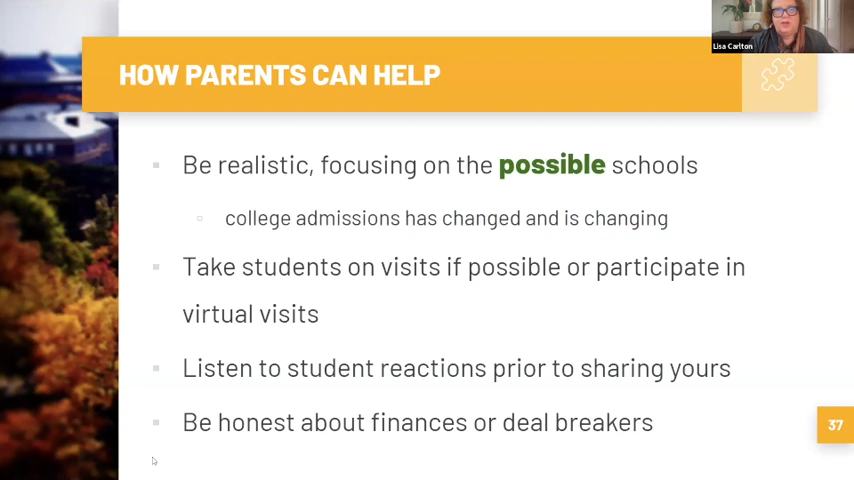 Lisa Carlton
HOW PARENTS CAN HELP
Be realistic, focusing on the possible schools
college admissions has changed and is changing
Take students on visits if possible or participate in
virtual visits
Listen to student reactions prior to sharing yours
Be honest about finances or deal breakers
37